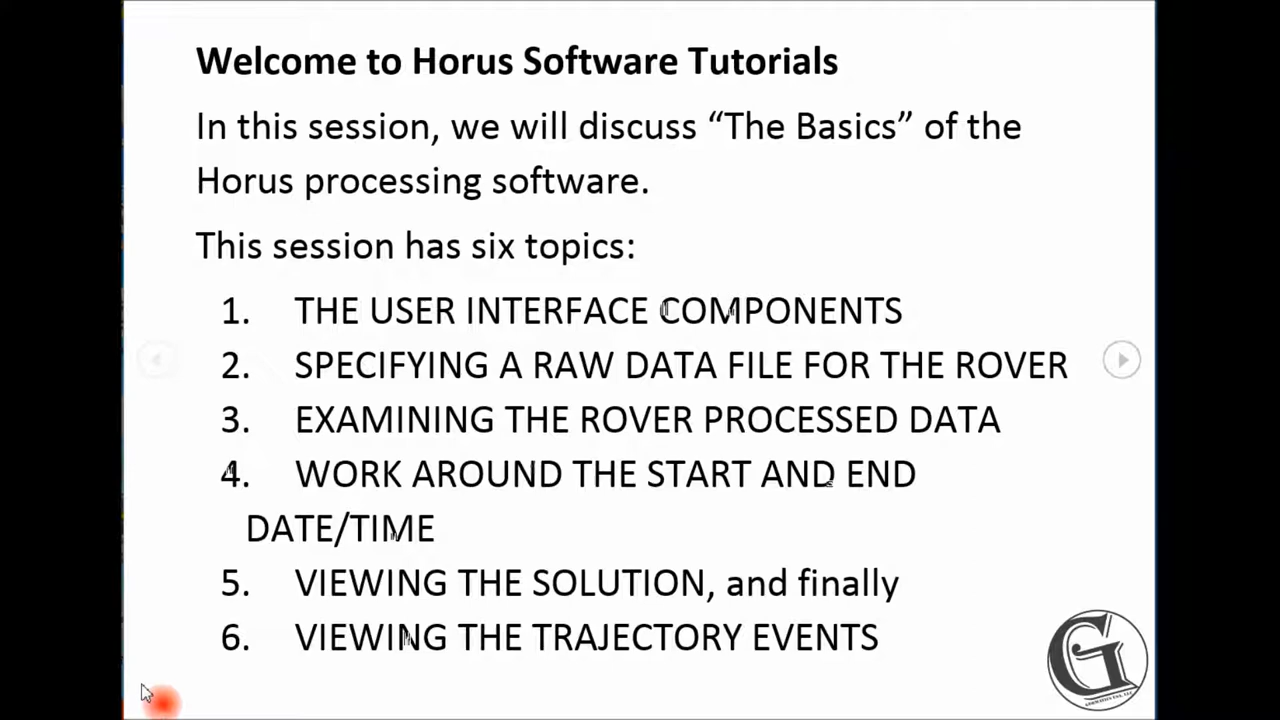 Welcome to Horus Software Tutorials
In this session, we will discuss “The Basics” of the
Horus processing software.
This session has six topics:
1. THE USER INTERFACE COMPONENTS
2. SPECIFYING A RAW DATA FILE FOR THE ROVER
3. EXAMINING THE ROVER PROCESSED DATA
4. WORK AROUND THE START AND END
DATE/TIME
5. VIEWING THE SOLUTION, and finally
6. VIEWING THE TRAJECTORY EVENTS
G